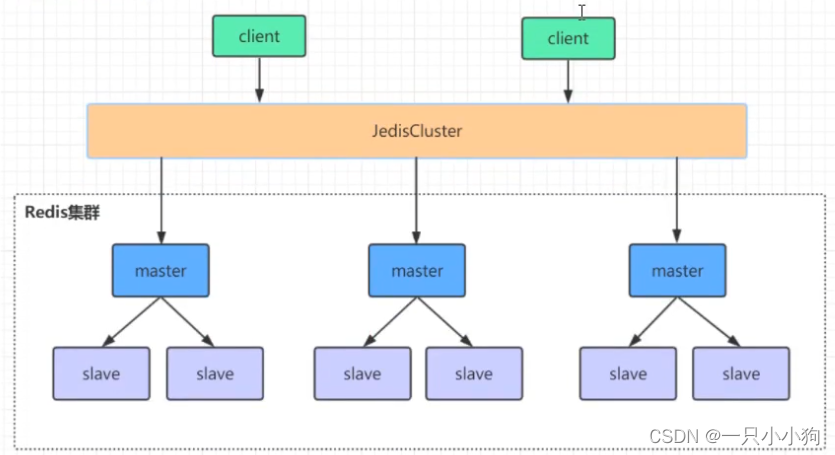 client
client
JedisCluster
Redis集群
master
master
master
slave
slave
slave
slave
slave
slave
CSDN @一只小小狗